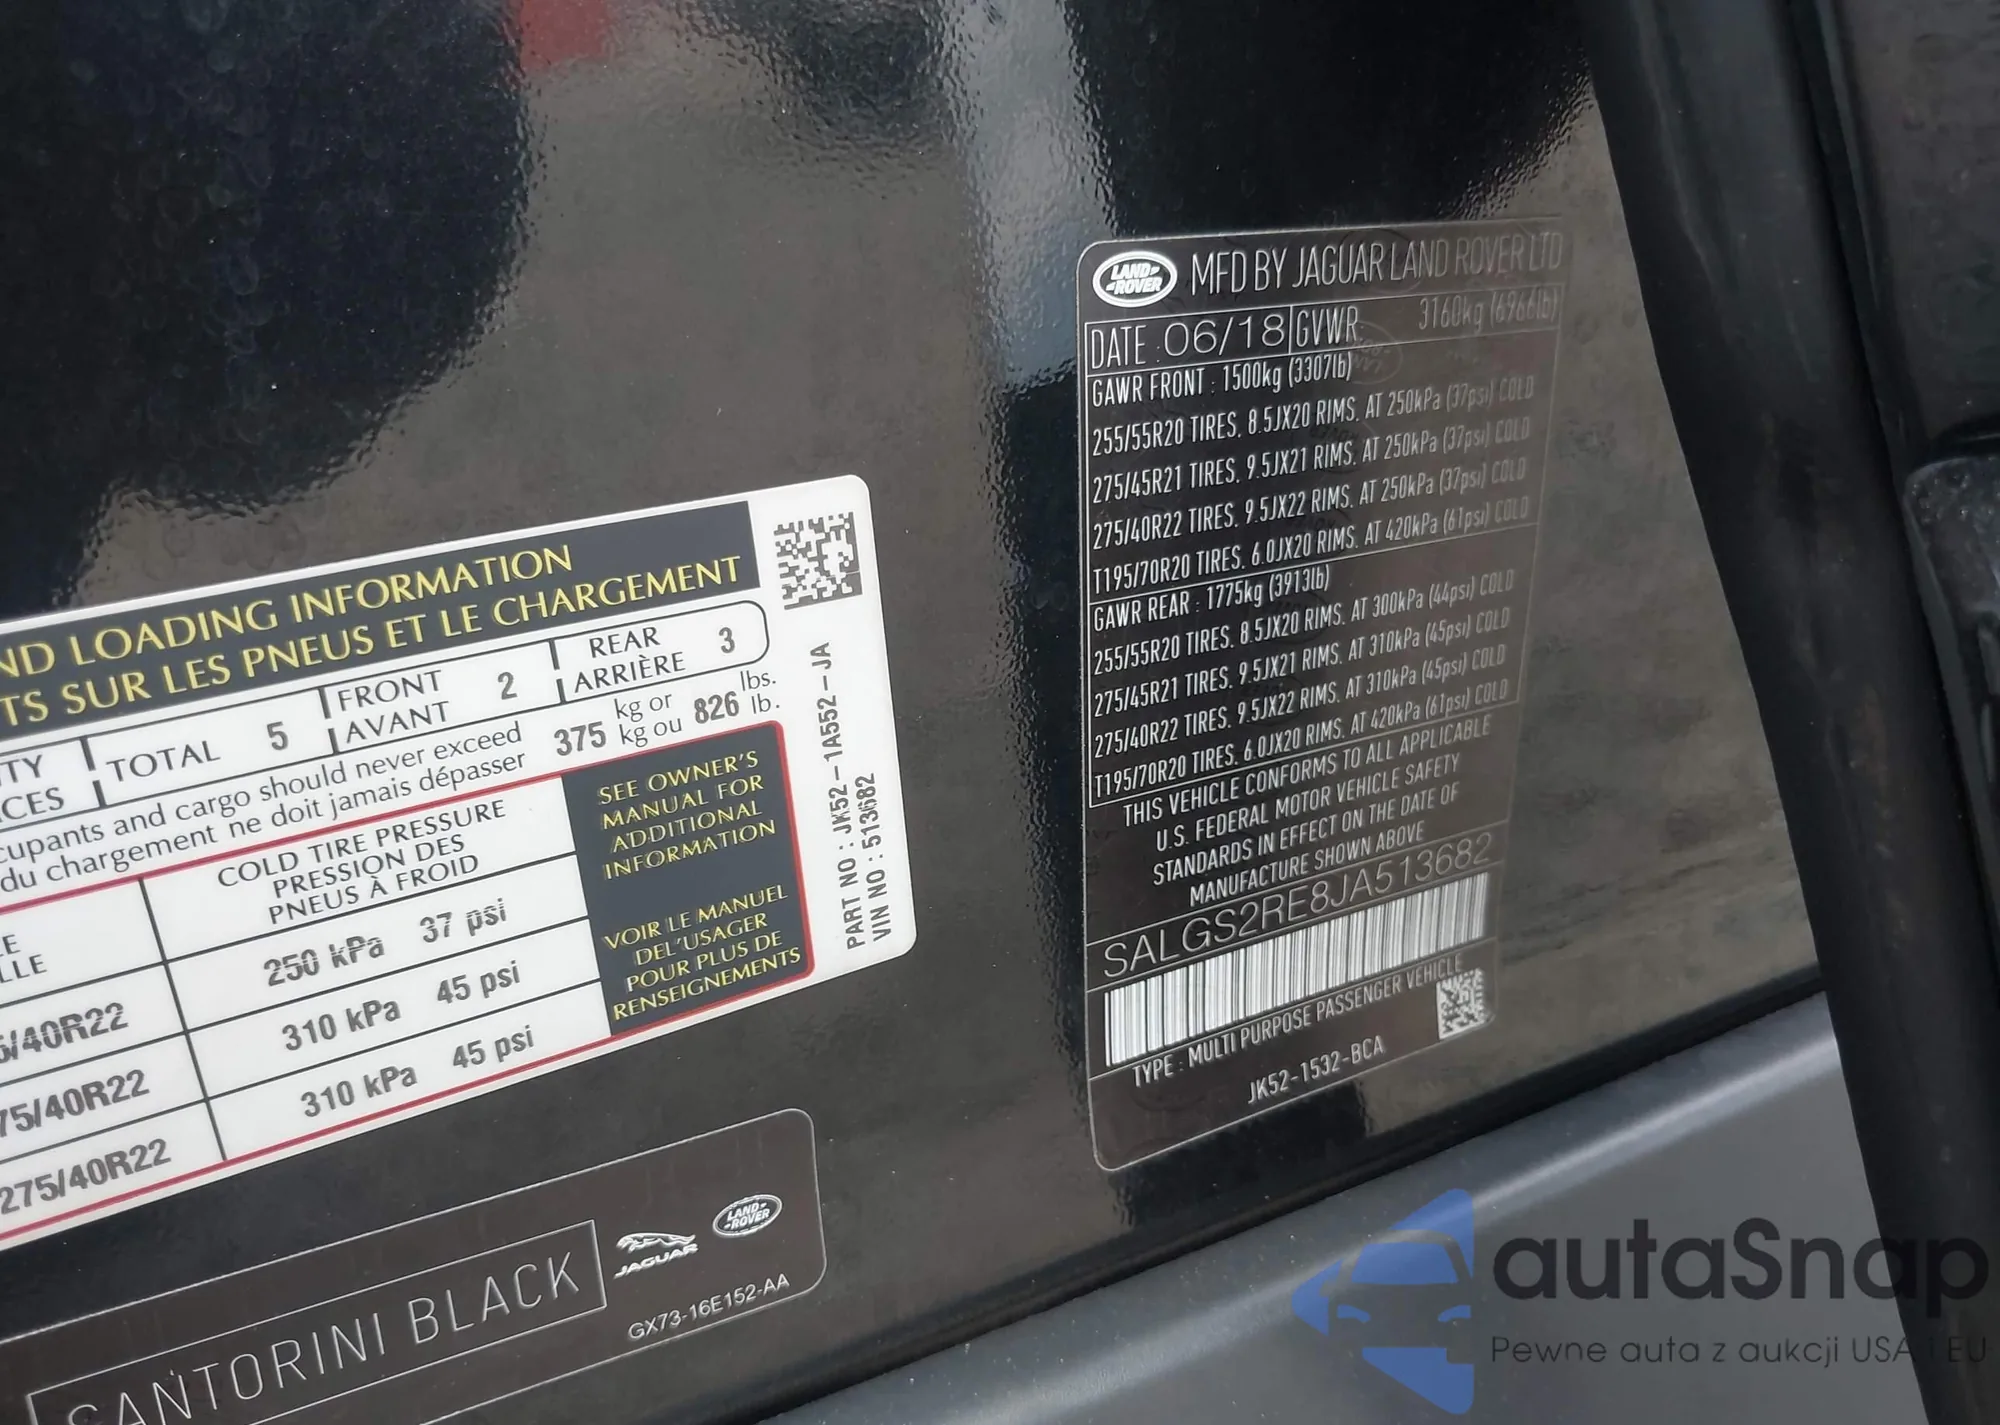 ND LOADING INFORMATION
TS SUR LES PNEUS ET LE CHARGEMENT
TY
CES
TOTAL 5
FRONT
AVANT
2
REAR
ARRIÈRE
3
cupants and cargo should never exceed
du chargement ne doit jamais dépasser
375 kg or
kg ou 826 lbs.
lb.
E
LLE
COLD TIRE PRESSURE
PRESSION DES
PNEUS À FROID
5/40R22 250 kPa 37 psi
75/40R22 310 kPa 45 psi
275/40R22 310 kPa 45 psi
SEE OWNER'S
MANUAL FOR
ADDITIONAL
INFORMATION
VOIR LE MANUEL
DEL'USAGER
POUR PLUS DE
RENSEIGNEMENTS
PART NO : JK52-1A552-JA
VIN NO : 513682
SANTORINI BLACK
JAGUAR
LAND-
-ROVER
GX73-16E152-AA
LAND-
-ROVER
MFD BY JAGUAR LAND ROVER LTD
DATE : 06/18 GVWR: 3160kg (6966lb)
GAWR FRONT : 1500kg (3307lb)
255/55R20 TIRES. 8.5JX20 RIMS. AT 250kPa (37psi) COLD
275/45R21 TIRES. 9.5JX21 RIMS. AT 250kPa (37psi) COLD
275/40R22 TIRES. 9.5JX22 RIMS. AT 250kPa (37psi) COLD
T195/70R20 TIRES. 6.0JX20 RIMS. AT 420kPa (61psi) COLD
GAWR REAR : 1775kg (3913lb)
255/55R20 TIRES. 8.5JX20 RIMS. AT 300kPa (44psi) COLD
275/45R21 TIRES. 9.5JX21 RIMS. AT 310kPa (45psi) COLD
275/40R22 TIRES. 9.5JX22 RIMS. AT 310kPa (45psi) COLD
T195/70R20 TIRES. 6.0JX20 RIMS. AT 420kPa (61psi) COLD
THIS VEHICLE CONFORMS TO ALL APPLICABLE
U.S. FEDERAL MOTOR VEHICLE SAFETY
STANDARDS IN EFFECT ON THE DATE OF
MANUFACTURE SHOWN ABOVE
SALGS2RE8JA513682
TYPE : MULTI PURPOSE PASSENGER VEHICLE
JK52-1532-BCA
autaSnap
Pewne auta z aukcji USA i EU